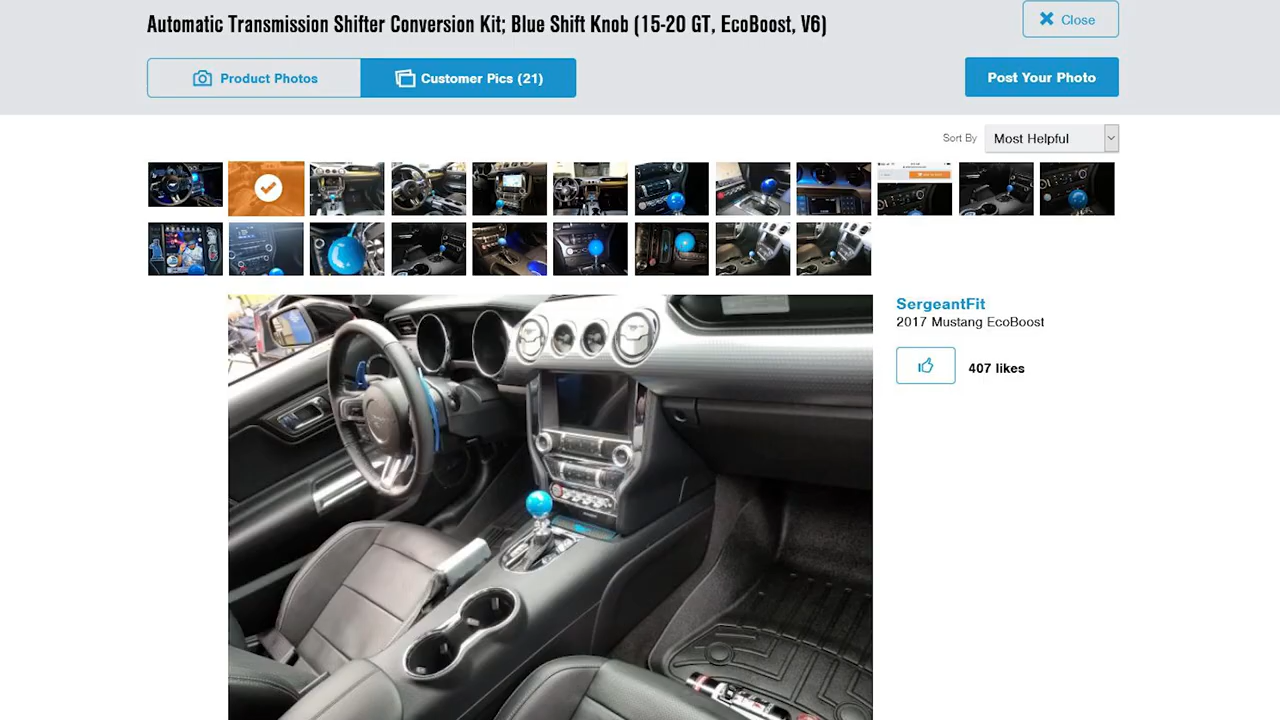 Automatic Transmission Shifter Conversion Kit; Blue Shift Knob (15-20 GT, EcoBoost, V6)
Close
Product Photos
Customer Pics (21)
Post Your Photo
Sort By
Most Helpful
SergeantFit
2017 Mustang EcoBoost
407 likes